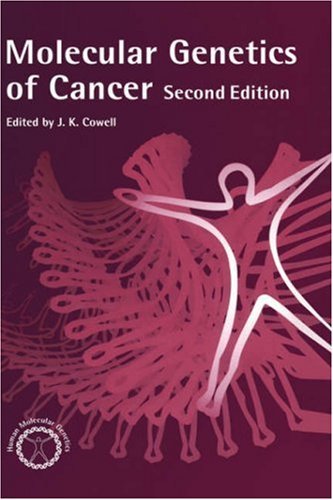 Molecular Genetics
of Cancer Second Edition
Edited by J. K. Cowell
Human Molecular Genetics